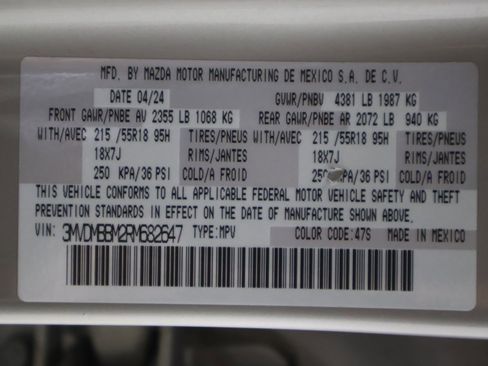 MFD. BY MAZDA MOTOR MANUFACTURING DE MEXICO S.A. DE C.V.
DATE 04/24 GVWR/PNBV 4381 LB 1987 KG
FRONT GAWR/PNBE AV 2355 LB 1068 KG REAR GAWR/PNBE AR 2072 LB 940 KG
WITH/AVEC 215 /55R18 95H TIRES/PNEUS WITH/AVEC 215 /55R18 95H TIRES/PNEUS
18X7J RIMS/JANTES 18X7J RIMS/JANTES
250 KPA/36 PSI COLD/A FROID 250 KPA/36 PSI COLD/A FROID
THIS VEHICLE CONFORMS TO ALL APPLICABLE FEDERAL MOTOR VEHICLE SAFETY AND THEFT
PREVENTION STANDARDS IN EFFECT ON THE DATE OF MANUFACTURE SHOWN ABOVE.
VIN: 3MVDMBBM2RM682647 TYPE: MPV COLOR CODE: 47S MADE IN MEXICO